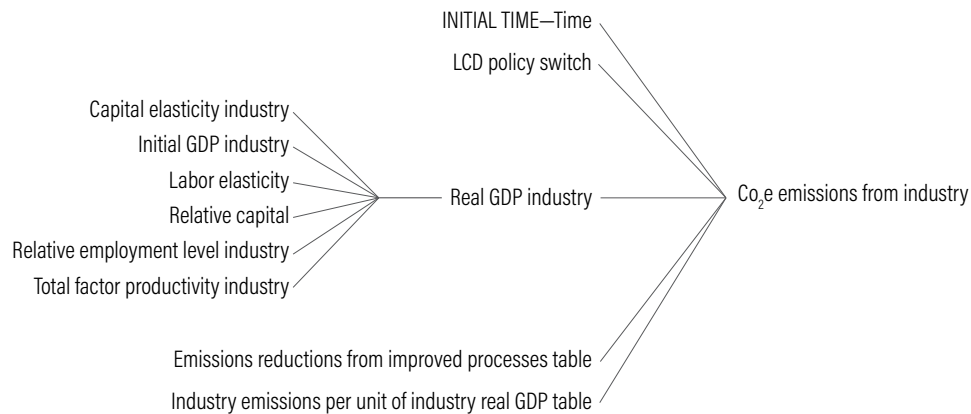 INITIAL TIME—Time
LCD policy switch
Capital elasticity industry
Initial GDP industry
Labor elasticity
Relative capital
Relative employment level industry
Total factor productivity industry
Real GDP industry
Co₂e emissions from industry
Emissions reductions from improved processes table
Industry emissions per unit of industry real GDP table